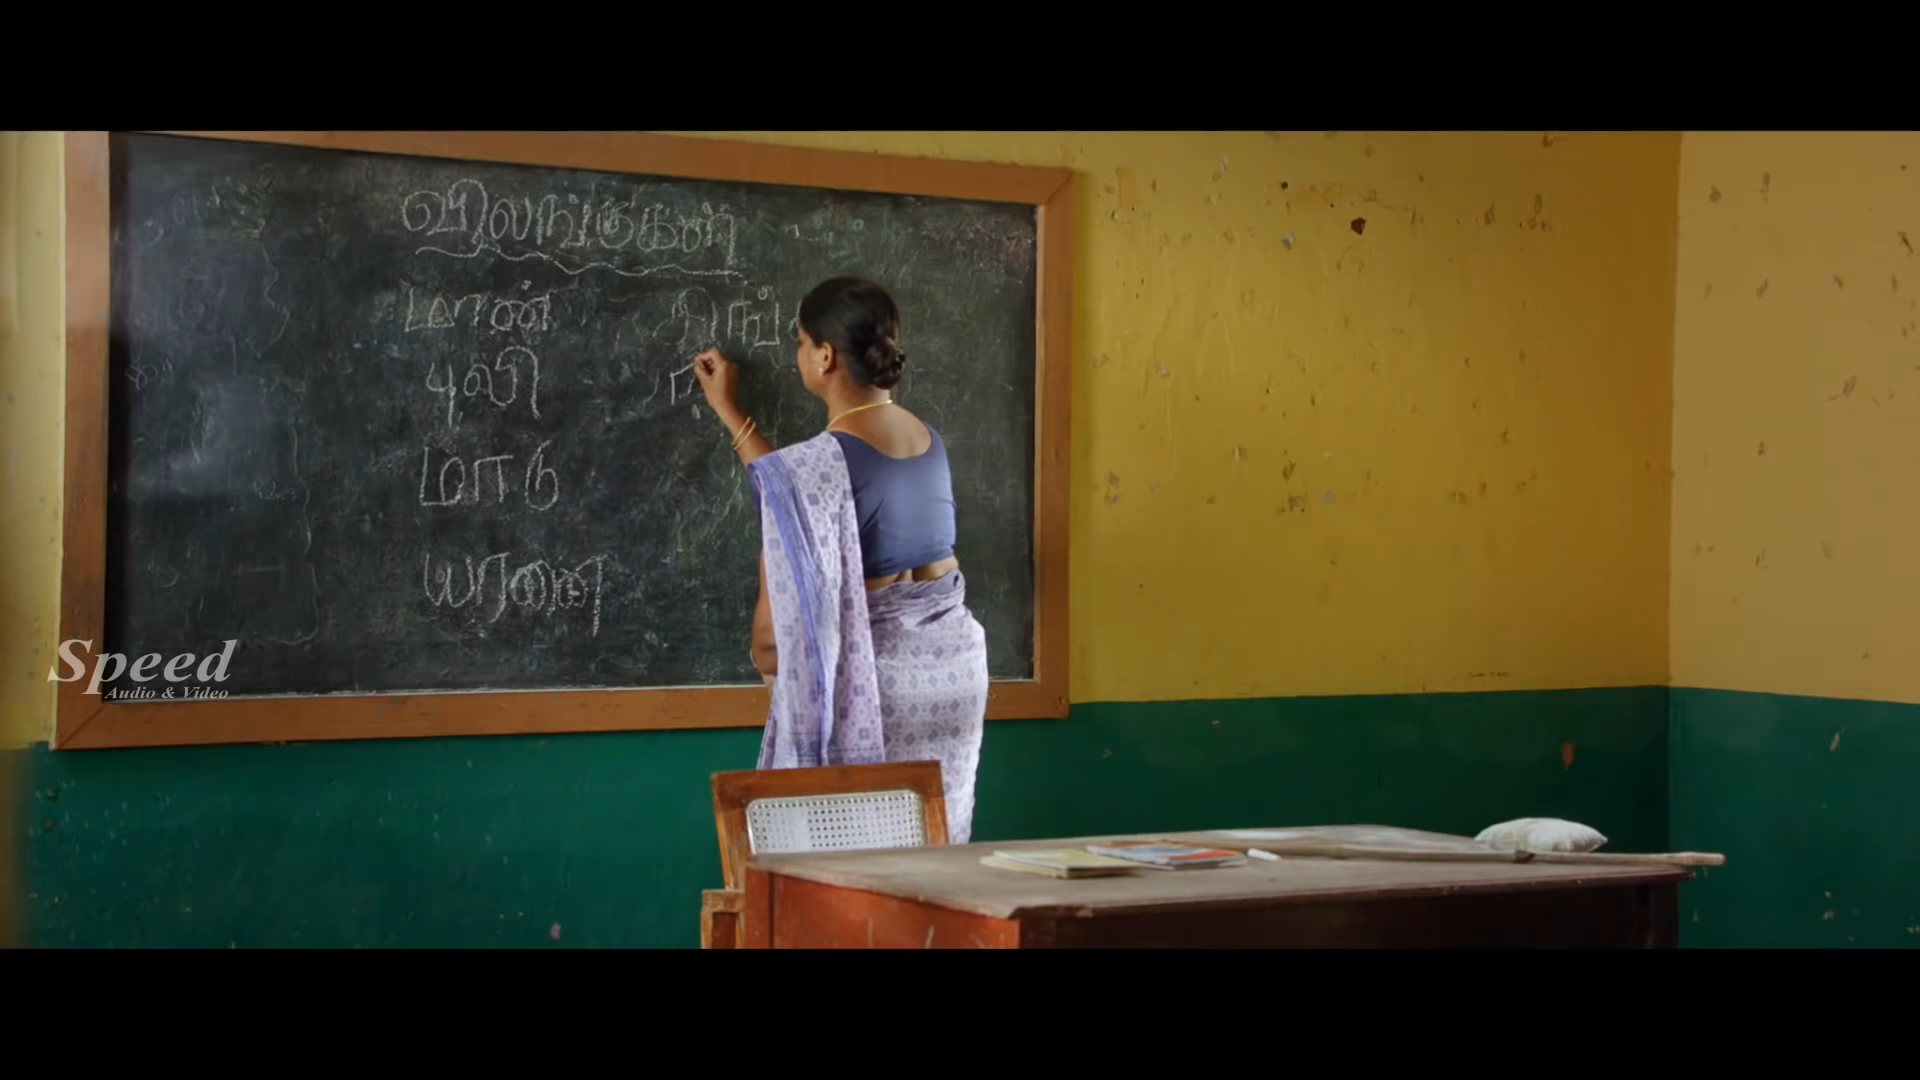 விலங்குகள்
மான்
புலி
மாடு
யானை
Speed
Audio & Video